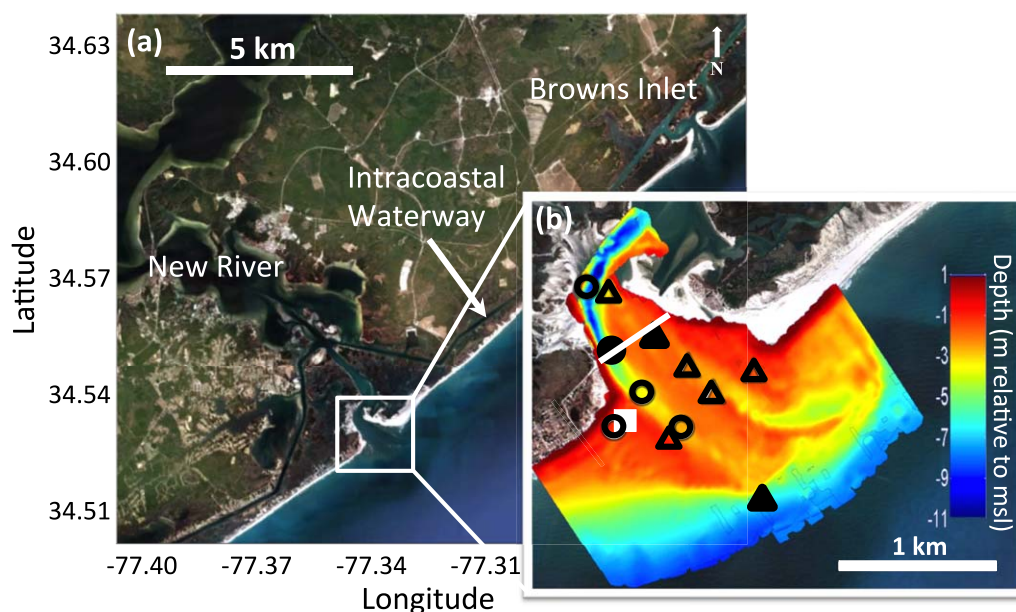 (a)
5 km
N
Browns Inlet
Intracoastal
Waterway
New River
34.63
34.60
34.57
34.54
34.51
Latitude
-77.40
-77.37
-77.34
-77.31
Longitude
(b)
1
-1
-3
-5
-7
-9
-11
Depth (m relative to msl)
1 km